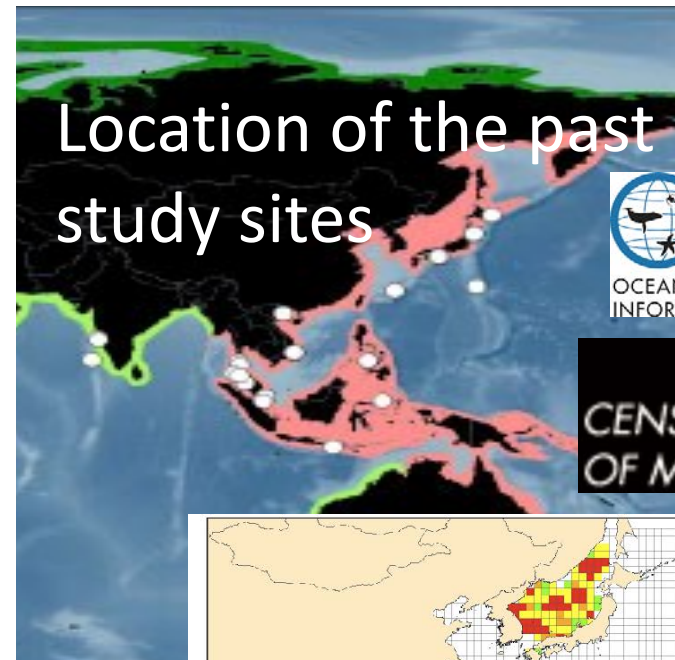 Location of the past
study sites
OCEAN
INFOR
CENS
OF M